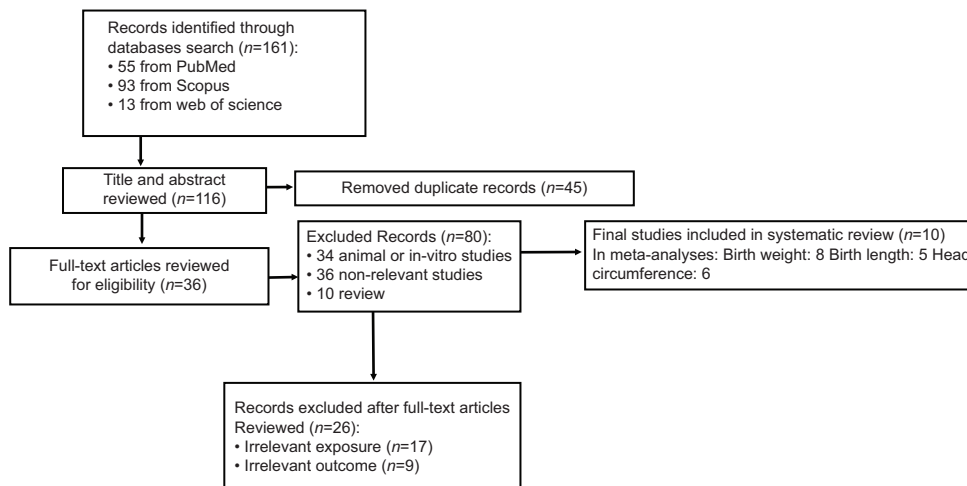 Records identified through
databases search (n=161):
• 55 from PubMed
• 93 from Scopus
• 13 from web of science
Title and abstract
reviewed (n=116)
Removed duplicate records (n=45)
Full-text articles reviewed
for eligibility (n=36)
Excluded Records (n=80):
• 34 animal or in-vitro studies
• 36 non-relevant studies
• 10 review
Final studies included in systematic review (n=10)
In meta-analyses: Birth weight: 8 Birth length: 5 Head
circumference: 6
Records excluded after full-text articles
Reviewed (n=26):
• Irrelevant exposure (n=17)
• Irrelevant outcome (n=9)